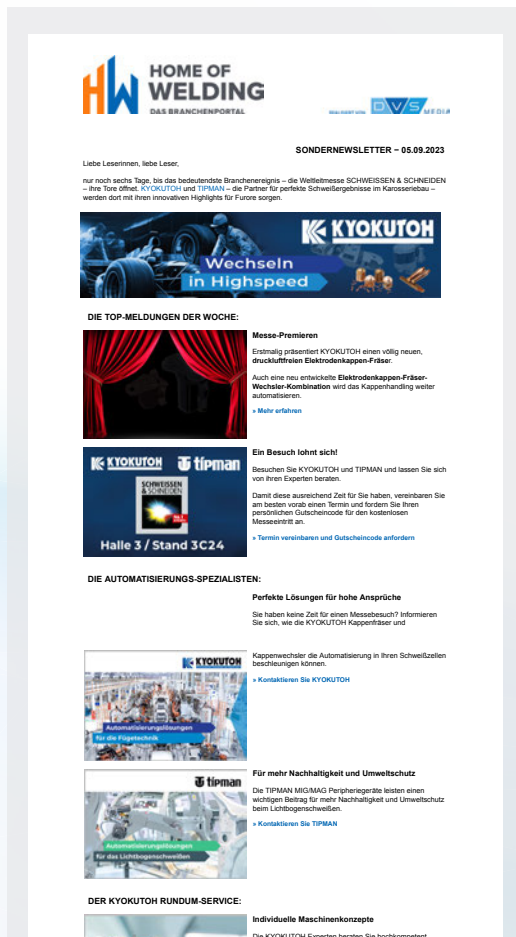 HOME OF
WELDING
DAS BRANCHENPORTAL
REALISIERT VON DVS MEDIA
SONDERNEWSLETTER – 05.09.2023
Liebe Leserinnen, liebe Leser,
nur noch sechs Tage, bis das bedeutendste Branchenereignis – die Weltleitmesse SCHWEISSEN & SCHNEIDEN
– ihre Tore öffnet. KYOKUTOH und TIPMAN – die Partner für perfekte Schweißergebnisse im Karosseriebau –
werden dort mit ihren innovativen Highlights für Furore sorgen.
KYOKUTOH
Wechseln
in Highspeed
DIE TOP-MELDUNGEN DER WOCHE:
Messe-Premieren
Erstmalig präsentiert KYOKUTOH einen völlig neuen,
druckluftfreien Elektrodenkappen-Fräser.
Auch eine neu entwickelte Elektrodenkappen-Fräser-
Wechsler-Kombination wird das Kappenhandling weiter
automatisieren.
» Mehr erfahren
KYOKUTOH tipman
SCHWEISSEN
& SCHNEIDEN
Halle 3 / Stand 3C24
Ein Besuch lohnt sich!
Besuchen Sie KYOKUTOH und TIPMAN und lassen Sie sich
von ihren Experten beraten.
Damit diese ausreichend Zeit für Sie haben, vereinbaren Sie
am besten vorab einen Termin und fordern Sie Ihren
persönlichen Gutscheincode für den kostenlosen
Messeeintritt an.
» Termin vereinbaren und Gutscheincode anfordern
DIE AUTOMATISIERUNGS-SPEZIALISTEN:
Perfekte Lösungen für hohe Ansprüche
Sie haben keine Zeit für einen Messebesuch? Informieren
Sie sich, wie die KYOKUTOH Kappenfräser und
KYOKUTOH
Automatisierungslösungen
für die Fügetechnik
Kappenwechsler die Automatisierung in Ihren Schweißzellen
beschleunigen können.
» Kontaktieren Sie KYOKUTOH
tipman
Automatisierungslösungen
für das Lichtbogenschweißen
Für mehr Nachhaltigkeit und Umweltschutz
Die TIPMAN MIG/MAG Peripheriegeräte leisten einen
wichtigen Beitrag für mehr Nachhaltigkeit und Umweltschutz
beim Lichtbogenschweißen.
» Kontaktieren Sie TIPMAN
DER KYOKUTOH RUNDUM-SERVICE:
Individuelle Maschinenkonzepte
Die KYOKUTOH Experten beraten Sie hochkompetent